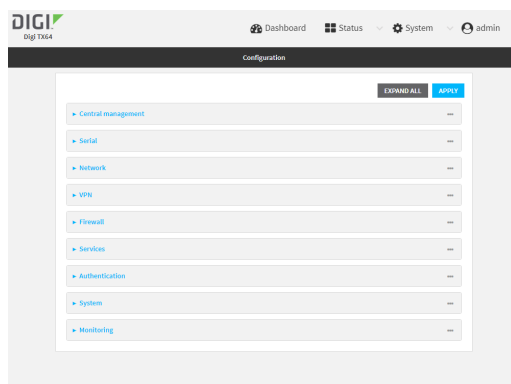 DIGI
Digi TX64
Dashboard
Status
System
admin
Configuration
EXPAND ALL
APPLY
Central management
Serial
Network
VPN
Firewall
Services
Authentication
System
Monitoring